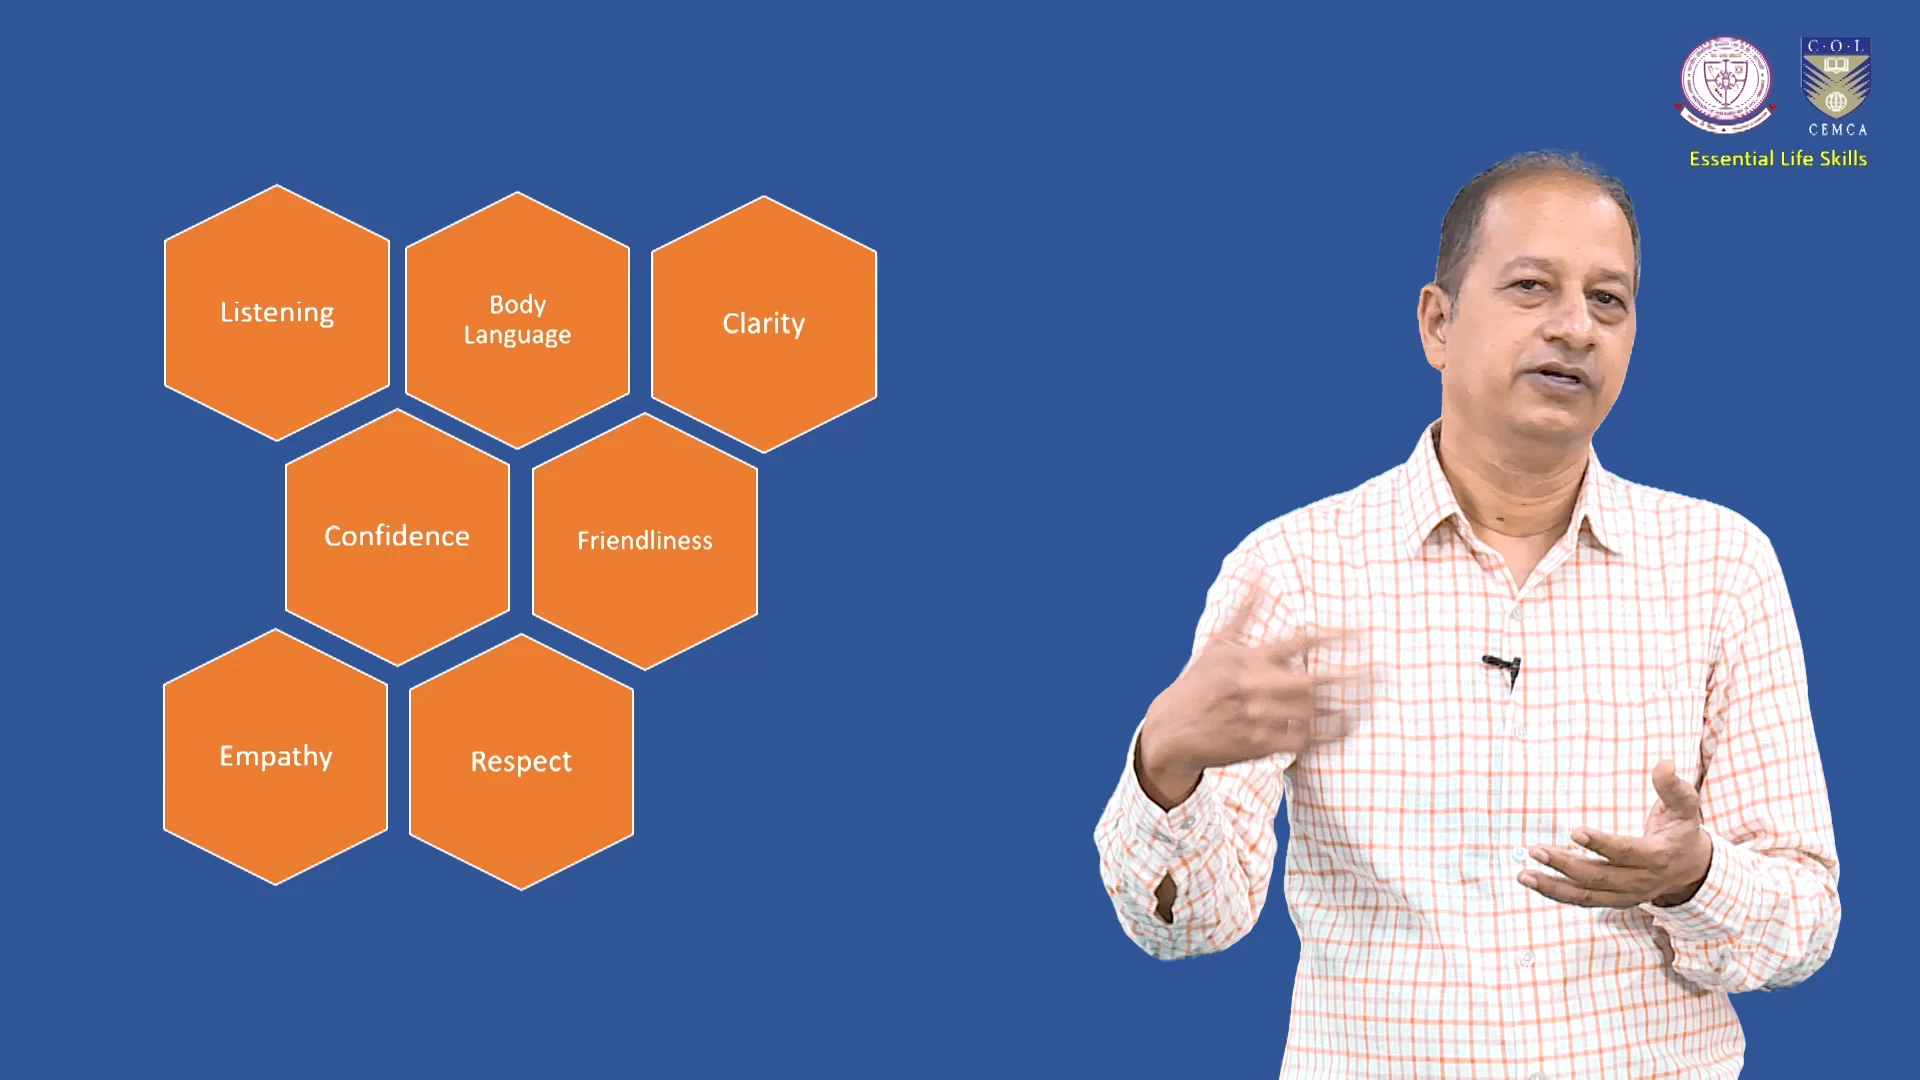 C·O·L
CEMCA
Essential Life Skills
Listening
Body
Language
Clarity
Confidence
Friendliness
Empathy
Respect